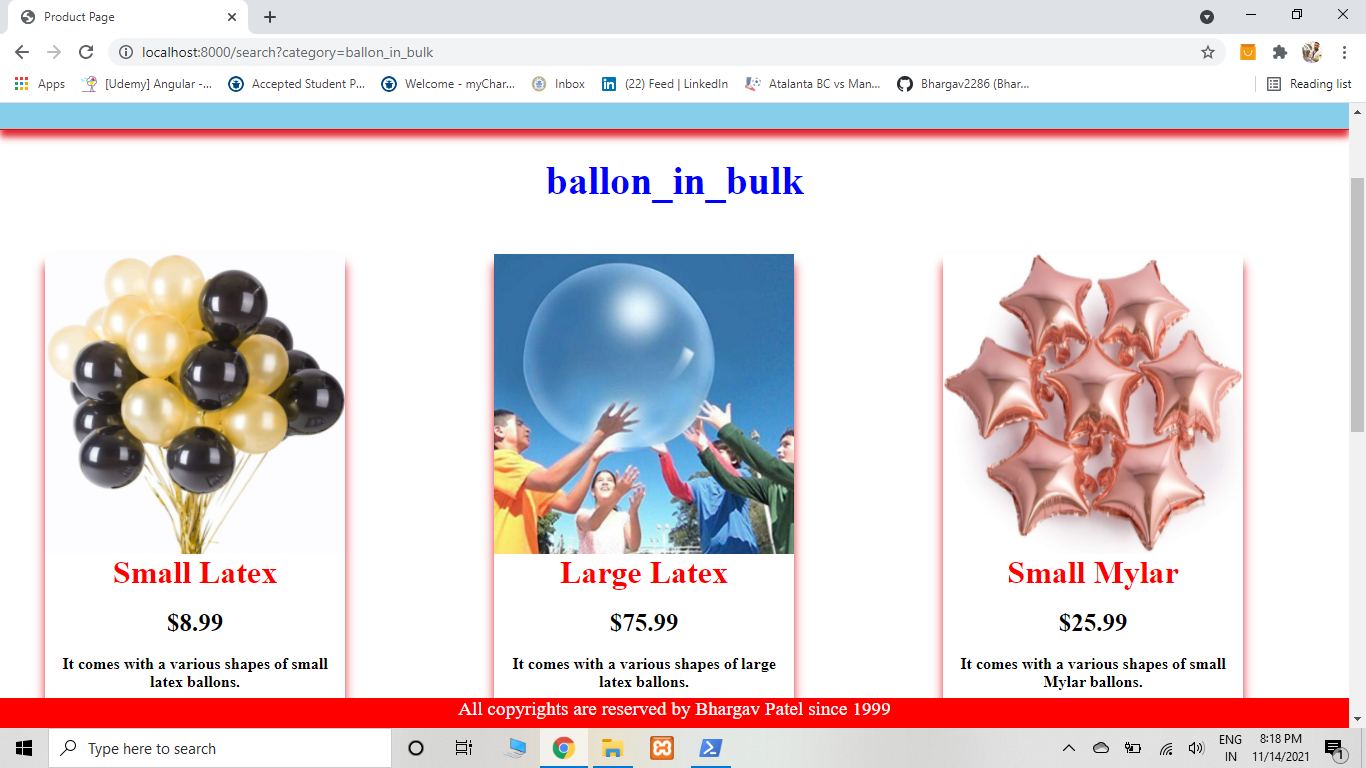 Product Page
localhost:8000/search?category=ballon_in_bulk
Apps
[Udemy] Angular -...
Accepted Student P...
Welcome - myChar...
Inbox
(22) Feed | LinkedIn
Atalanta BC vs Man...
Bhargav2286 (Bhar...
Reading list
ballon_in_bulk
Small Latex
$8.99
It comes with a various shapes of small
latex ballons.
Large Latex
$75.99
It comes with a various shapes of large
latex ballons.
Small Mylar
$25.99
It comes with a various shapes of small
Mylar ballons.
All copyrights are reserved by Bhargav Patel since 1999
Type here to search
ENG
IN
8:18 PM
11/14/2021
1